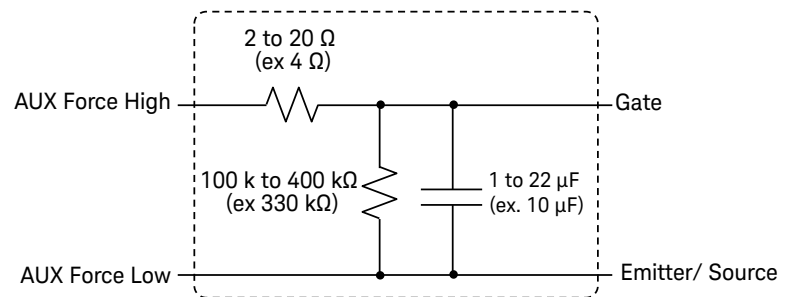 2 to 20 Ω
(ex 4 Ω)
AUX Force High
Gate
100 k to 400 kΩ
(ex 330 kΩ)
1 to 22 µF
(ex. 10 µF)
AUX Force Low
Emitter/ Source